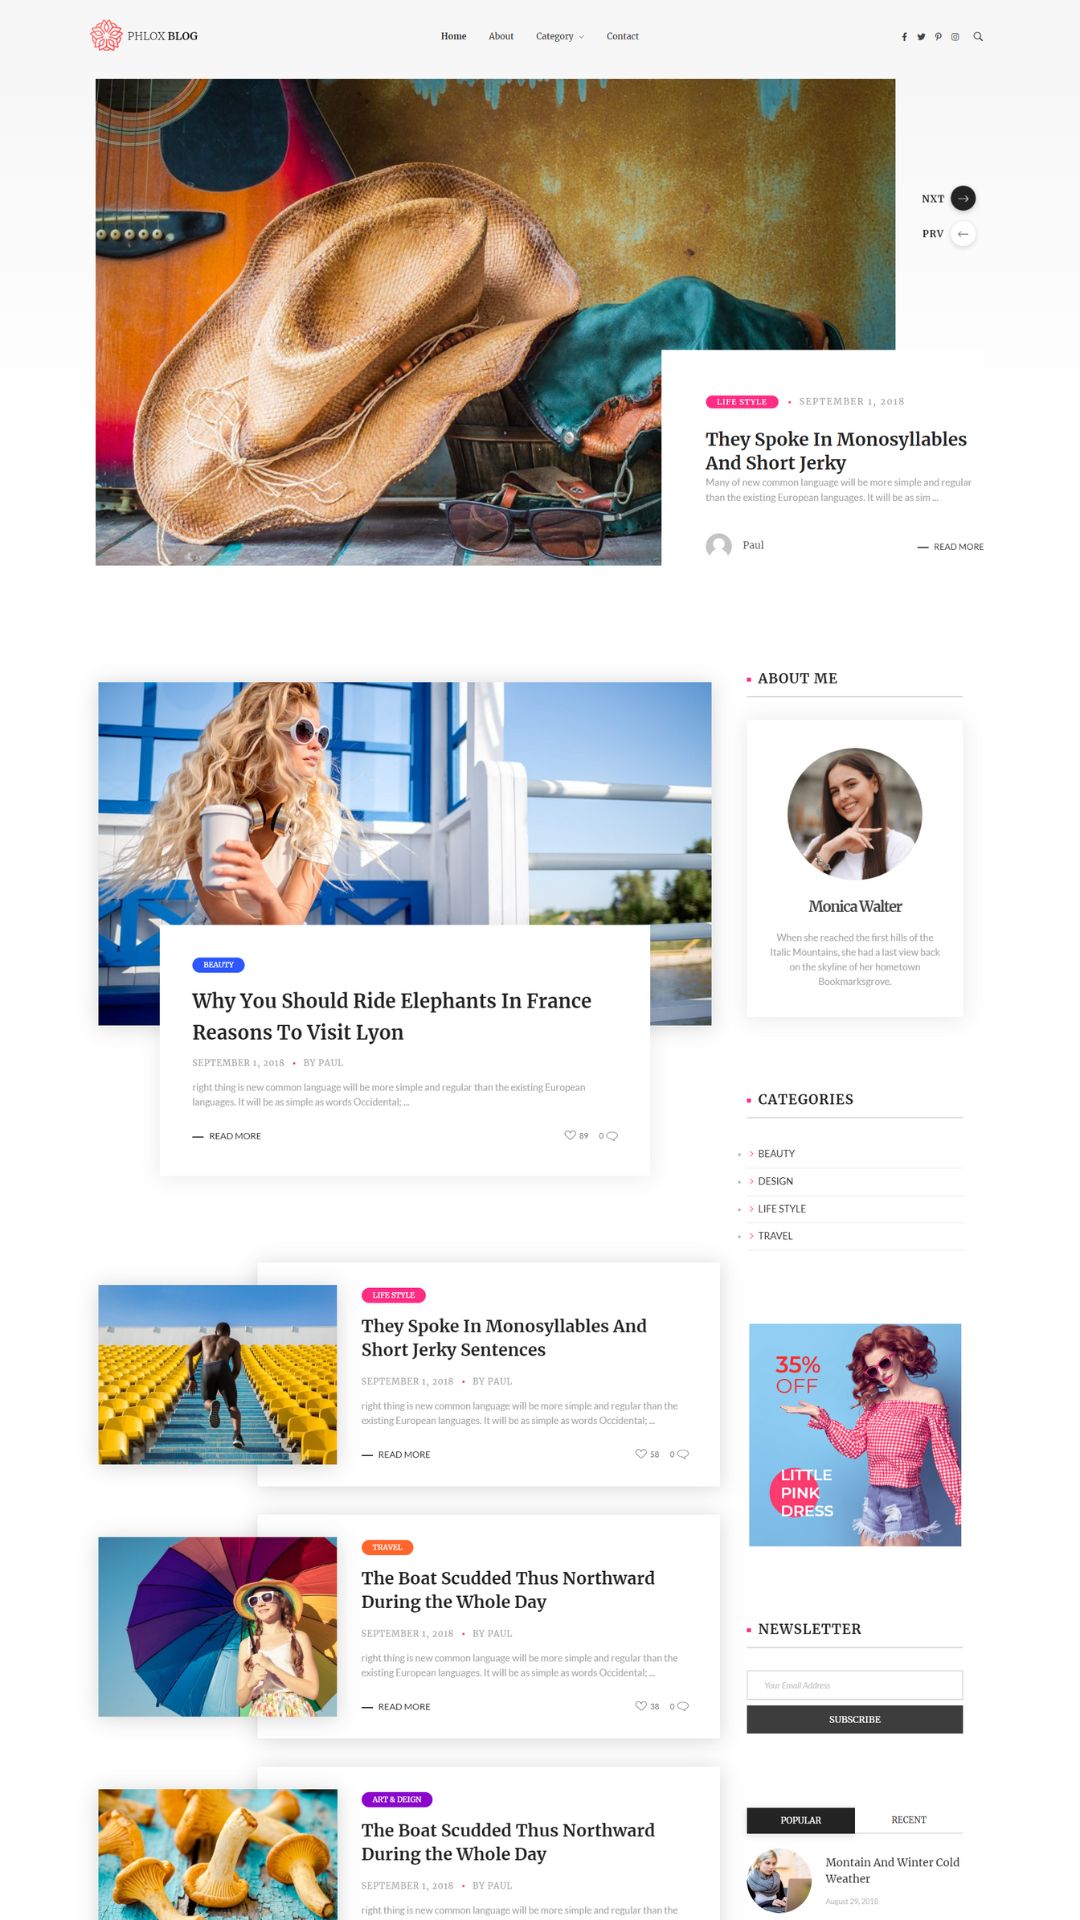 PHLOX BLOG
Home About Category Contact
NXT
PRV
LIFE STYLE • SEPTEMBER 1, 2018
They Spoke In Monosyllables
And Short Jerky
Many of new common language will be more simple and regular
than the existing European languages. It will be as sim ...
Paul
READ MORE
BEAUTY
Why You Should Ride Elephants In France
Reasons To Visit Lyon
SEPTEMBER 1, 2018 • BY PAUL
right thing is new common language will be more simple and regular than the existing European
languages. It will be as simple as words Occidental; ...
READ MORE
89 0
LIFE STYLE
They Spoke In Monosyllables And
Short Jerky Sentences
SEPTEMBER 1, 2018 • BY PAUL
right thing is new common language will be more simple and regular than the
existing European languages. It will be as simple as words Occidental; ...
READ MORE
58 0
TRAVEL
The Boat Scudded Thus Northward
During the Whole Day
SEPTEMBER 1, 2018 • BY PAUL
right thing is new common language will be more simple and regular than the
existing European languages. It will be as simple as words Occidental; ...
READ MORE
38 0
ART & DEIGN
The Boat Scudded Thus Northward
During the Whole Day
SEPTEMBER 1, 2018 • BY PAUL
right thing is new common language will be more simple and regular than the
ABOUT ME
Monica Walter
When she reached the first hills of the
Italic Mountains, she had a last view back
on the skyline of her hometown
Bookmarksgrove.
CATEGORIES
BEAUTY
DESIGN
LIFE STYLE
TRAVEL
35%
OFF
LITTLE
PINK
DRESS
NEWSLETTER
Your Email Address
SUBSCRIBE
POPULAR RECENT
Montain And Winter Cold
Weather
August 29, 2018